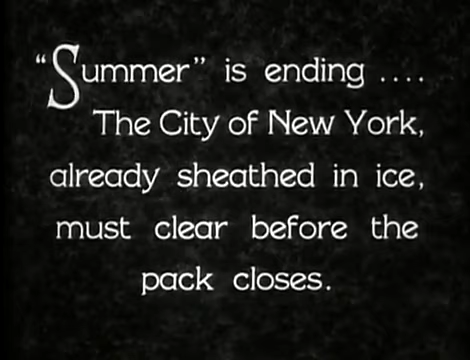 "Summer" is ending ....
The City of New York,
already sheathed in ice,
must clear before the
pack closes.